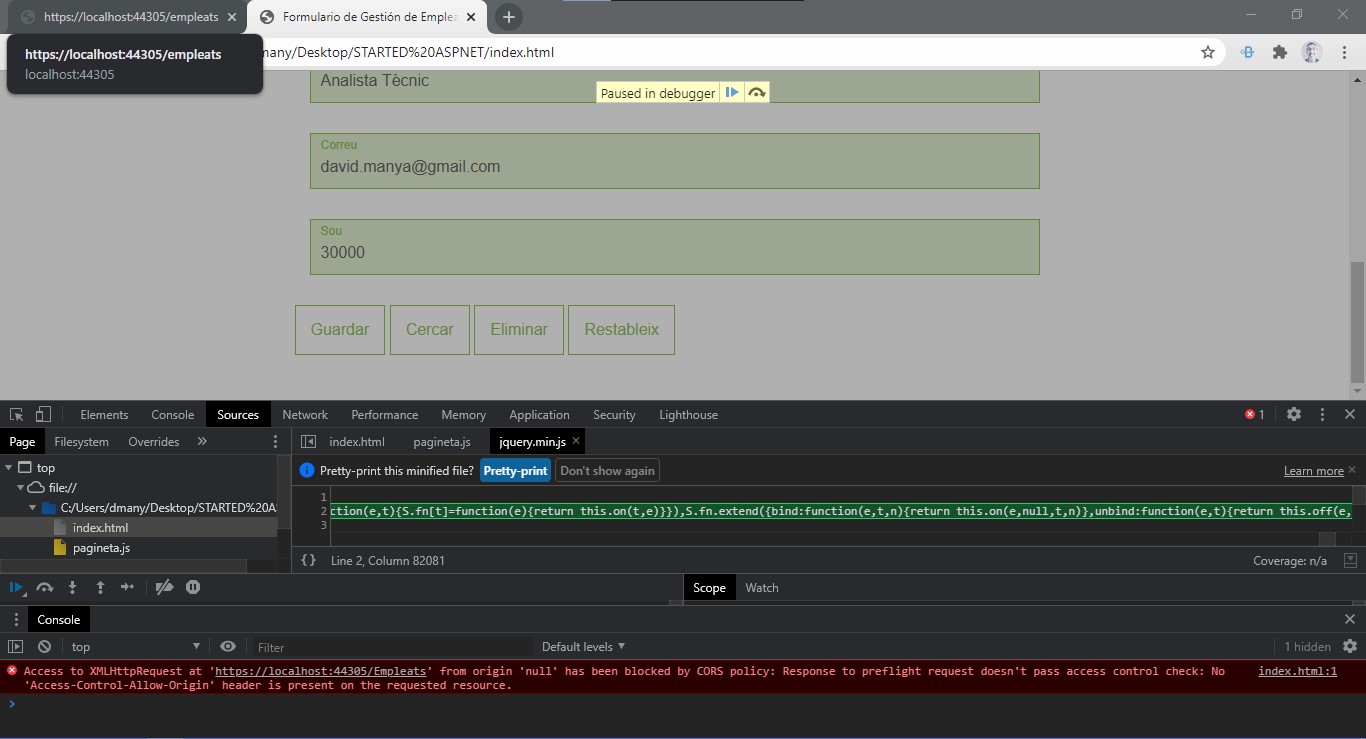 https://localhost:44305/empleats
Formulario de Gestión de Emplea
https://localhost:44305/empleats
localhost:44305
many/Desktop/STARTED%20ASPNET/index.html
Analista Tècnic
Paused in debugger
Correu
david.manya@gmail.com
Sou
30000
Guardar Cercar Eliminar Restableix
Elements Console Sources Network Performance Memory Application Security Lighthouse 1
Page Filesystem Overrides » index.html pagineta.js jquery.min.js
Pretty-print this minified file? Pretty-print Don't show again Learn more
top
file://
C:/Users/dmany/Desktop/STARTED%20A
index.html
pagineta.js
1
2 ction(e,t){S.fn[t]=function(e){return this.on(t,e)}}),S.fn.extend({bind:function(e,t,n){return this.on(e,null,t,n)},unbind:function(e,t){return this.off(e,
3
{} Line 2, Column 82081 Coverage: n/a
Scope Watch
Console
top Filter Default levels 1 hidden
Access to XMLHttpRequest at 'https://localhost:44305/Empleats' from origin 'null' has been blocked by CORS policy: Response to preflight request doesn't pass access control check: No index.html:1
'Access-Control-Allow-Origin' header is present on the requested resource.